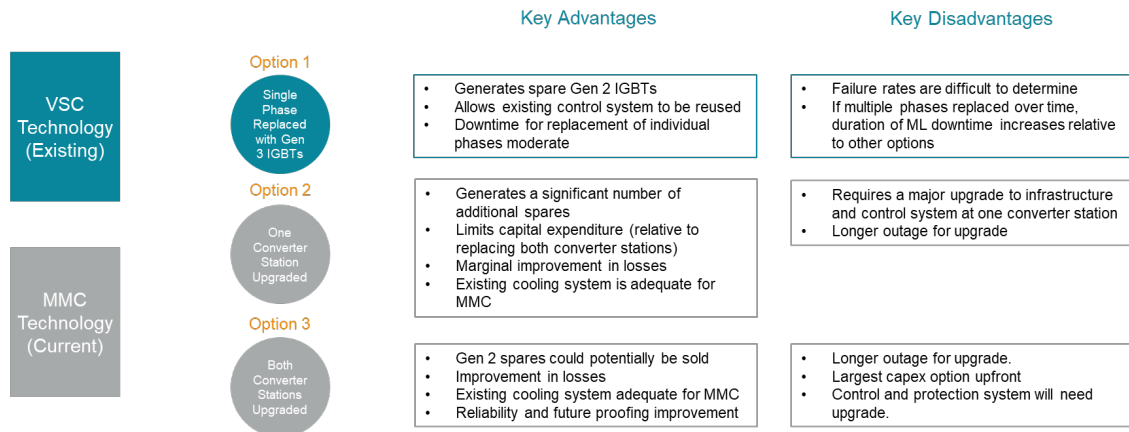 Key Advantages
Key Disadvantages
VSC
Technology
(Existing)
Option 1
Single
Phase
Replaced
with Gen
3 IGBTs
• Generates spare Gen 2 IGBTs
• Allows existing control system to be reused
• Downtime for replacement of individual
phases moderate
• Failure rates are difficult to determine
• If multiple phases replaced over time,
duration of ML downtime increases relative
to other options
Option 2
One
Converter
Station
Upgraded
• Generates a significant number of
additional spares
• Limits capital expenditure (relative to
replacing both converter stations)
• Marginal improvement in losses
• Existing cooling system is adequate for
MMC
• Requires a major upgrade to infrastructure
and control system at one converter station
• Longer outage for upgrade
MMC
Technology
(Current)
Option 3
Both
Converter
Stations
Upgraded
• Gen 2 spares could potentially be sold
• Improvement in losses
• Existing cooling system adequate for MMC
• Reliability and future proofing improvement
• Longer outage for upgrade.
• Largest capex option upfront
• Control and protection system will need
upgrade.